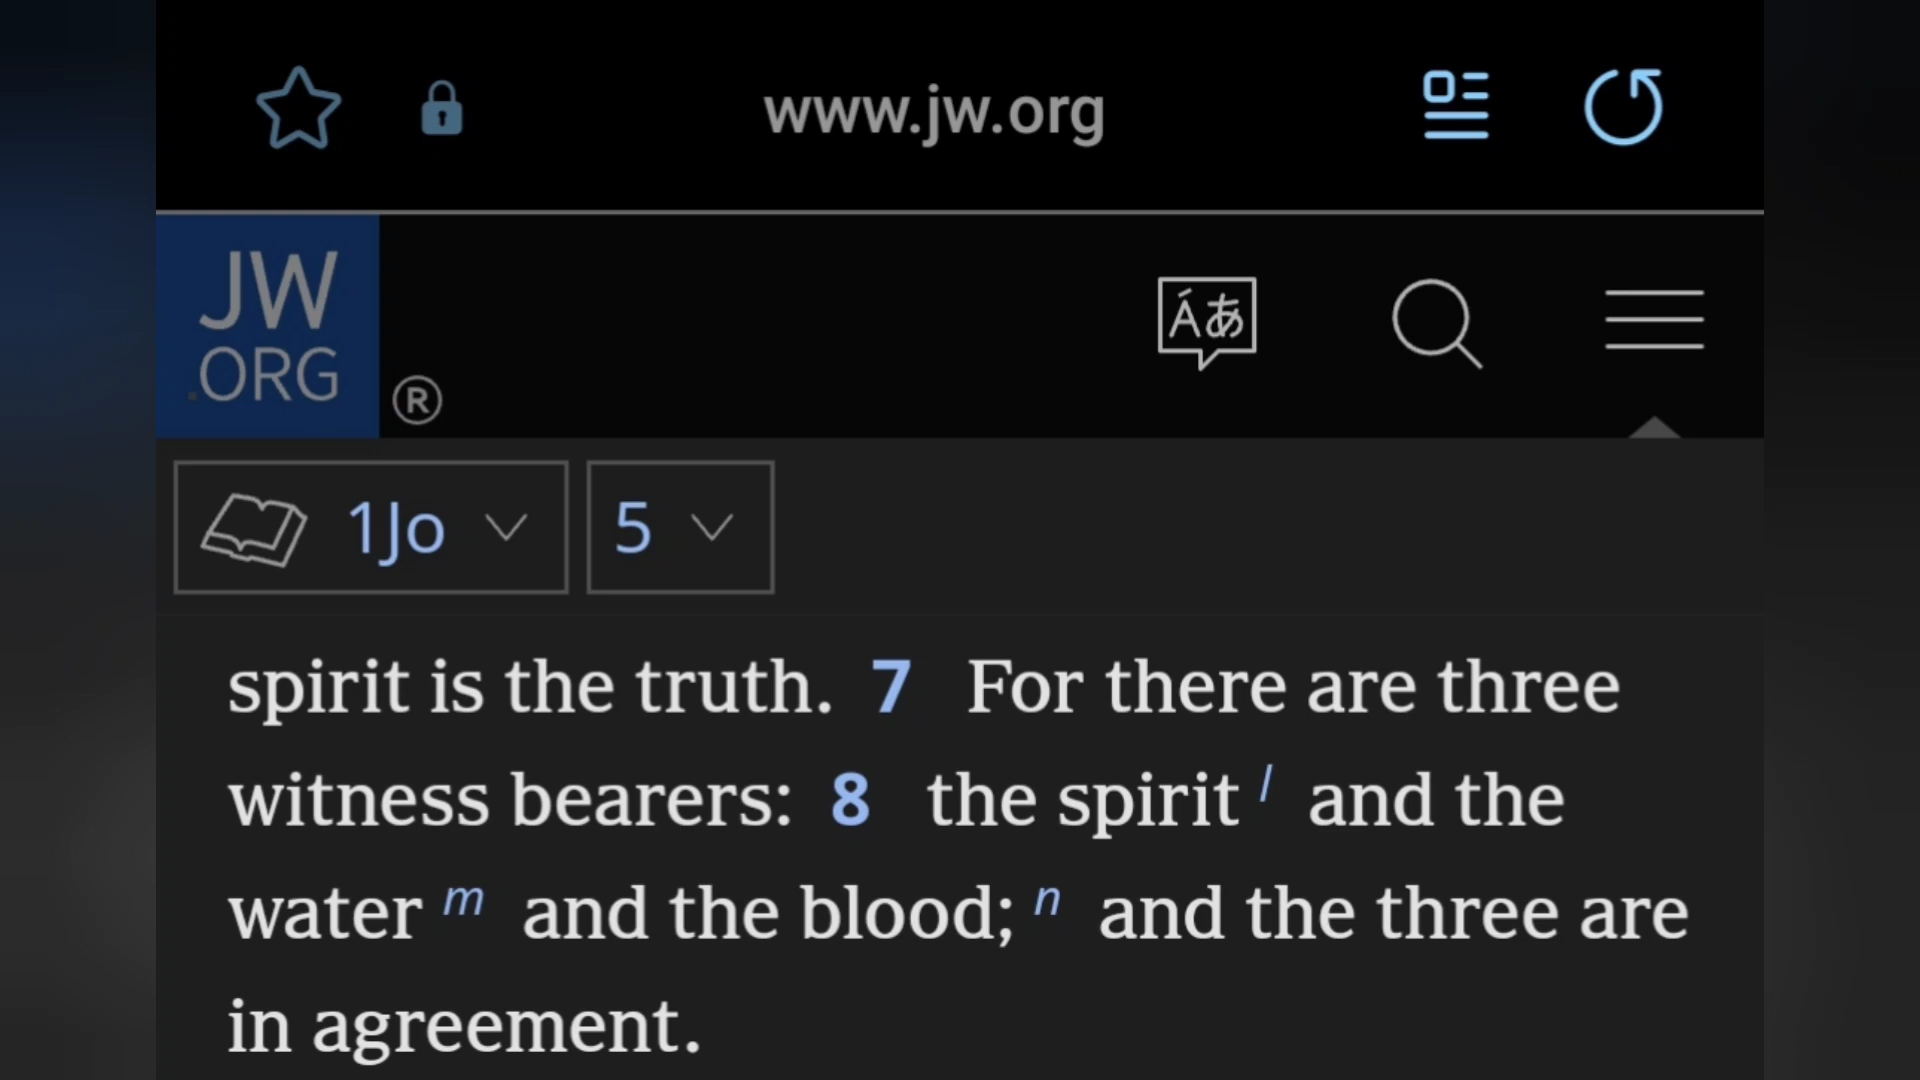 www.jw.org
JW
.ORG
®
Áあ
1Jo
5
spirit is the truth. 7 For there are three
witness bearers: 8 the spirit l and the
water m and the blood; n and the three are
in agreement.